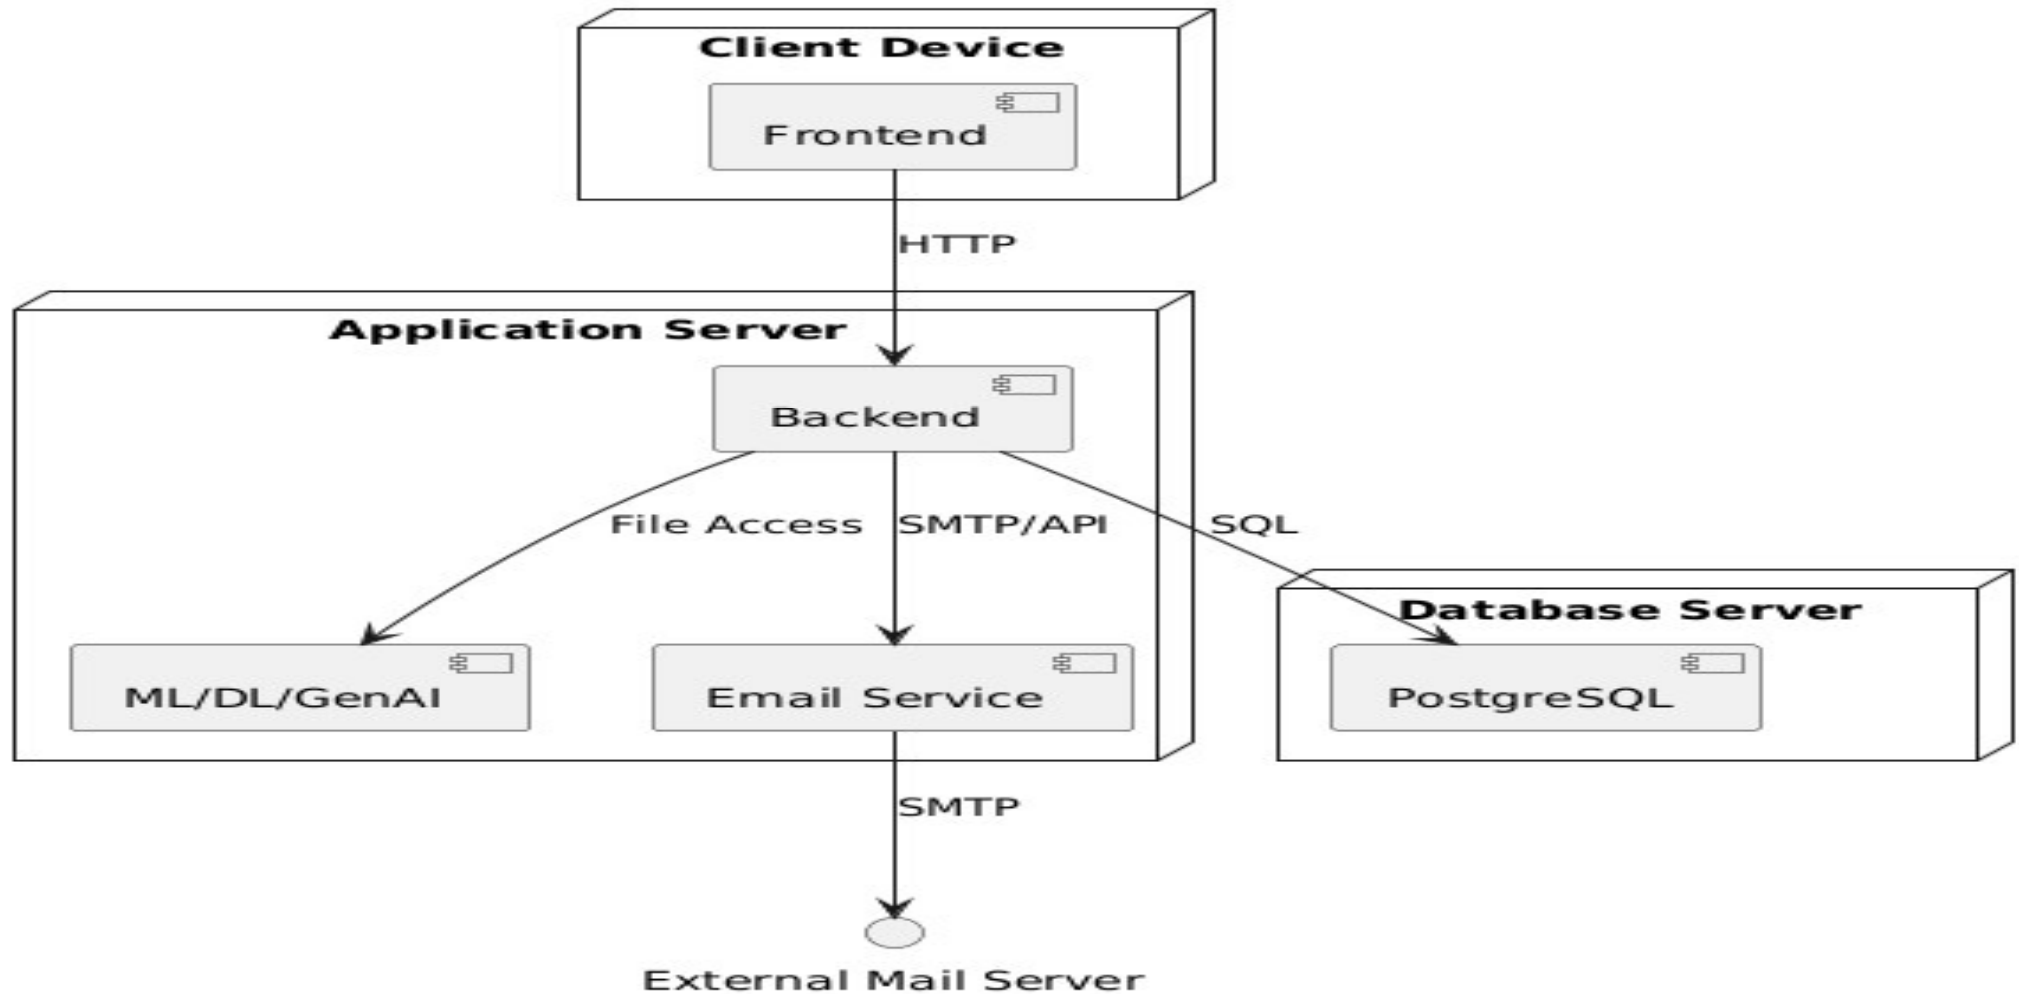 Client Device
Frontend
HTTP
Application Server
Backend
File Access
SMTP/API
SQL
Database Server
ML/DL/GenAI
Email Service
PostgreSQL
SMTP
External Mail Server